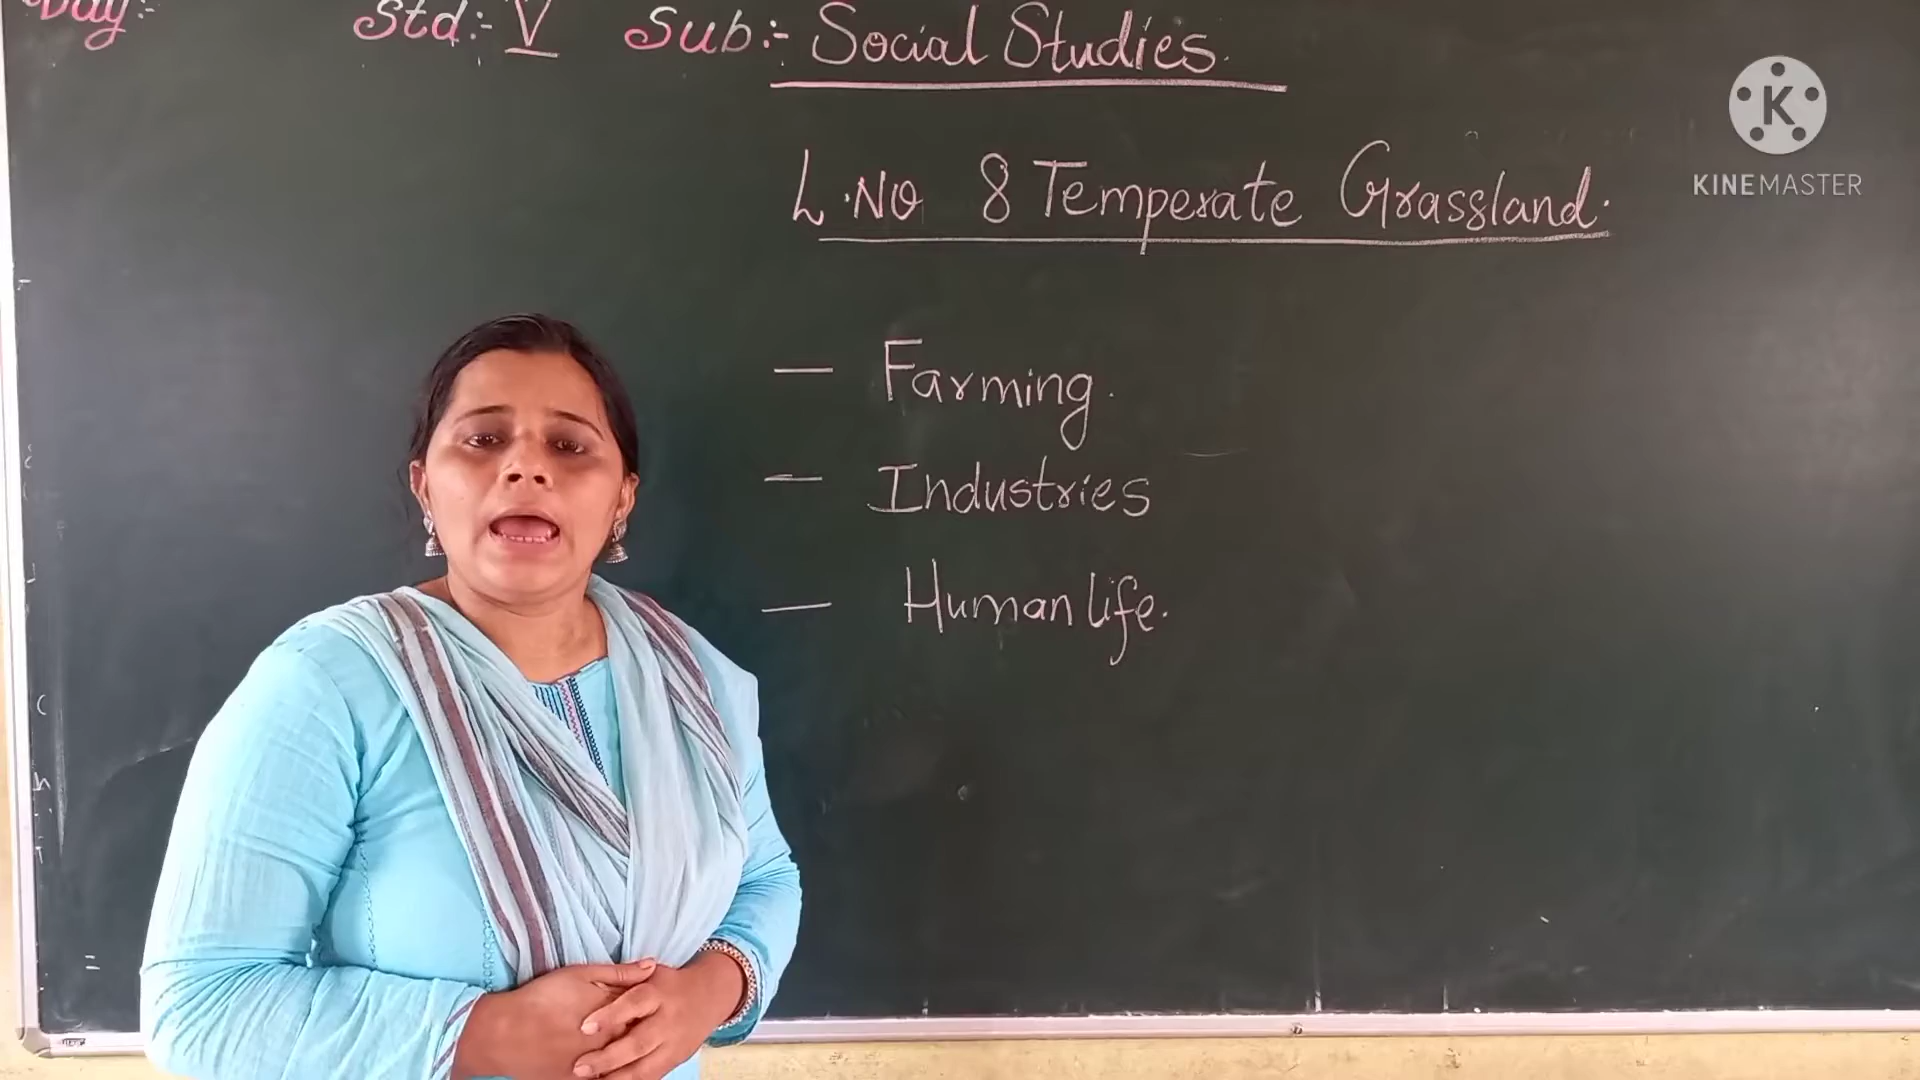 Day:-
Std:- V Sub:- Social Studies.
L.No 8 Temperate Grassland.
— Farming.
— Industries
— Human life.
K
KINEMASTER